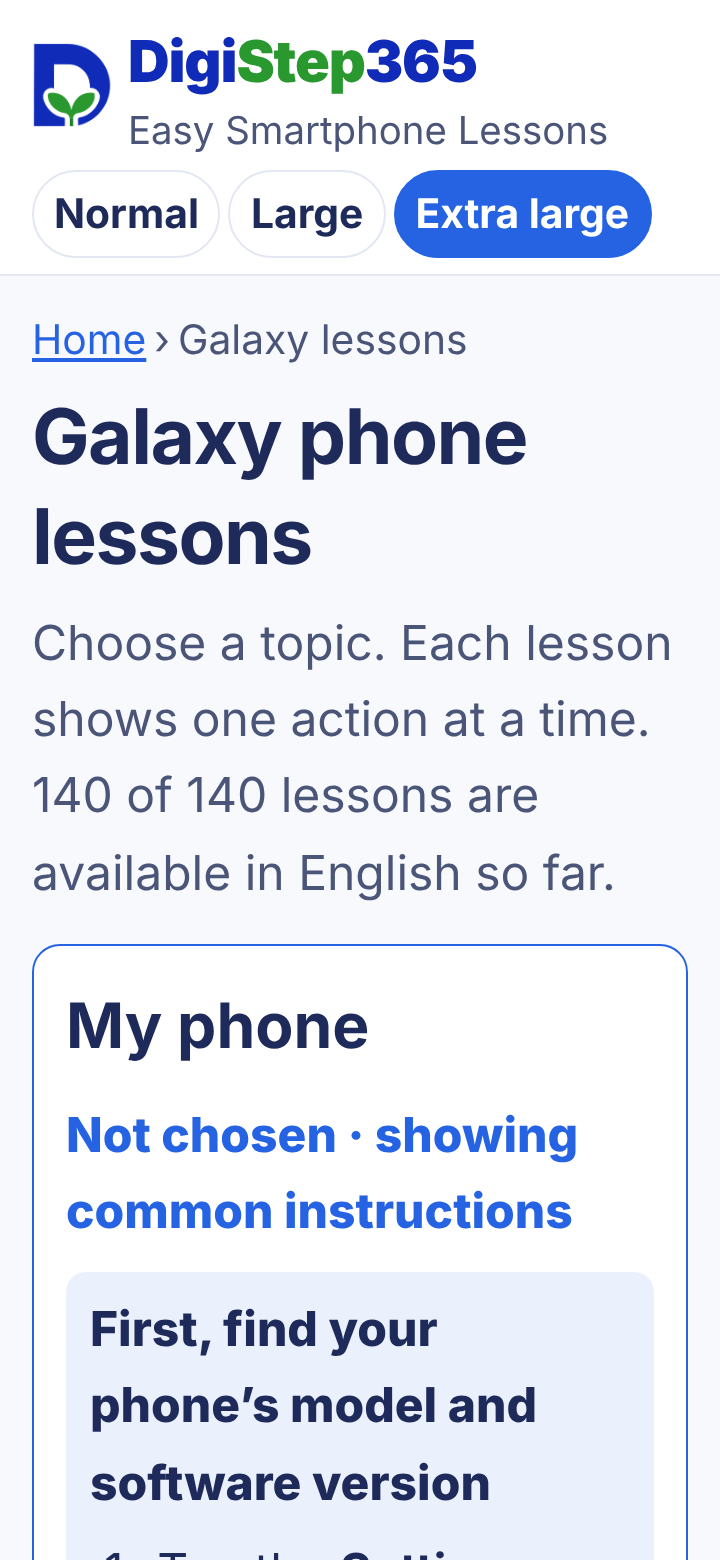 DigiStep365
Easy Smartphone Lessons
Normal Large Extra large
Home › Galaxy lessons
Galaxy phone
lessons
Choose a topic. Each lesson
shows one action at a time.
140 of 140 lessons are
available in English so far.
My phone
Not chosen · showing
common instructions
First, find your
phone’s model and
software version